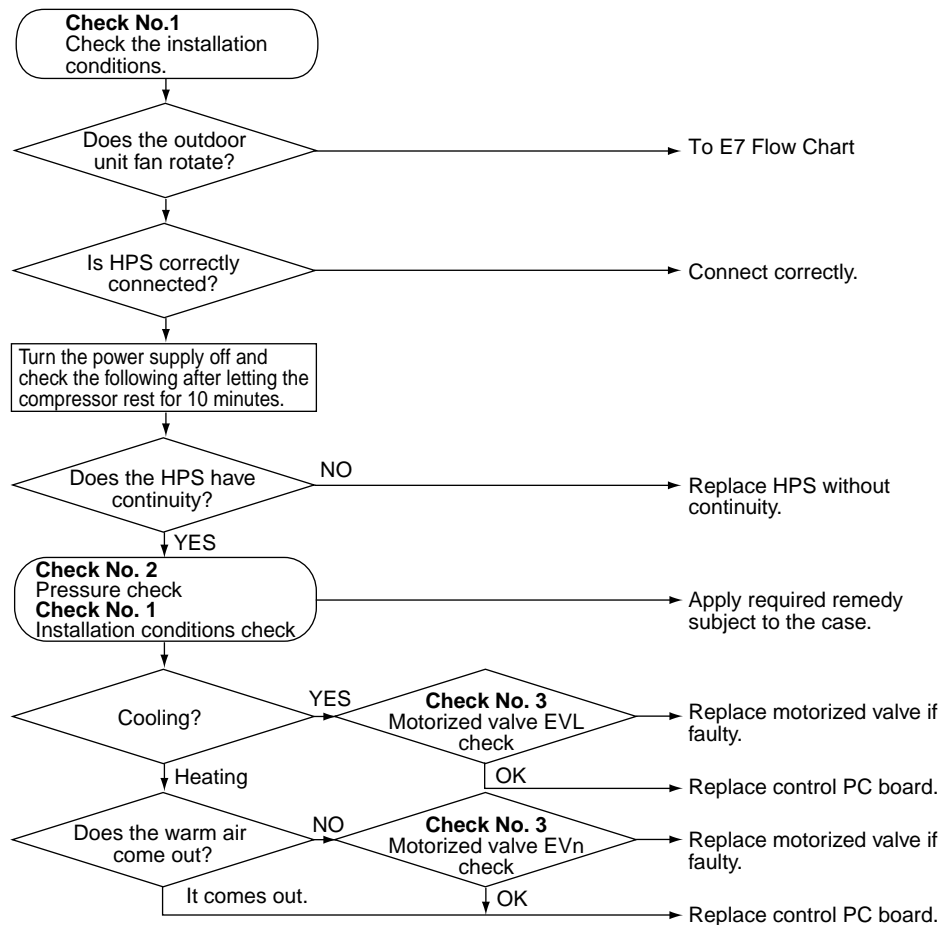 Check No.1
Check the installation
conditions.
Does the outdoor
unit fan rotate?
To E7 Flow Chart
Is HPS correctly
connected?
Connect correctly.
Turn the power supply off and
check the following after letting the
compressor rest for 10 minutes.
Does the HPS have
continuity?
NO
Replace HPS without
continuity.
YES
Check No. 2
Pressure check
Check No. 1
Installation conditions check
Apply required remedy
subject to the case.
Cooling?
YES
Check No. 3
Motorized valve EVL
check
Replace motorized valve if
faulty.
OK
Replace control PC board.
Heating
Does the warm air
come out?
NO
Check No. 3
Motorized valve EVn
check
Replace motorized valve if
faulty.
It comes out.
OK
Replace control PC board.